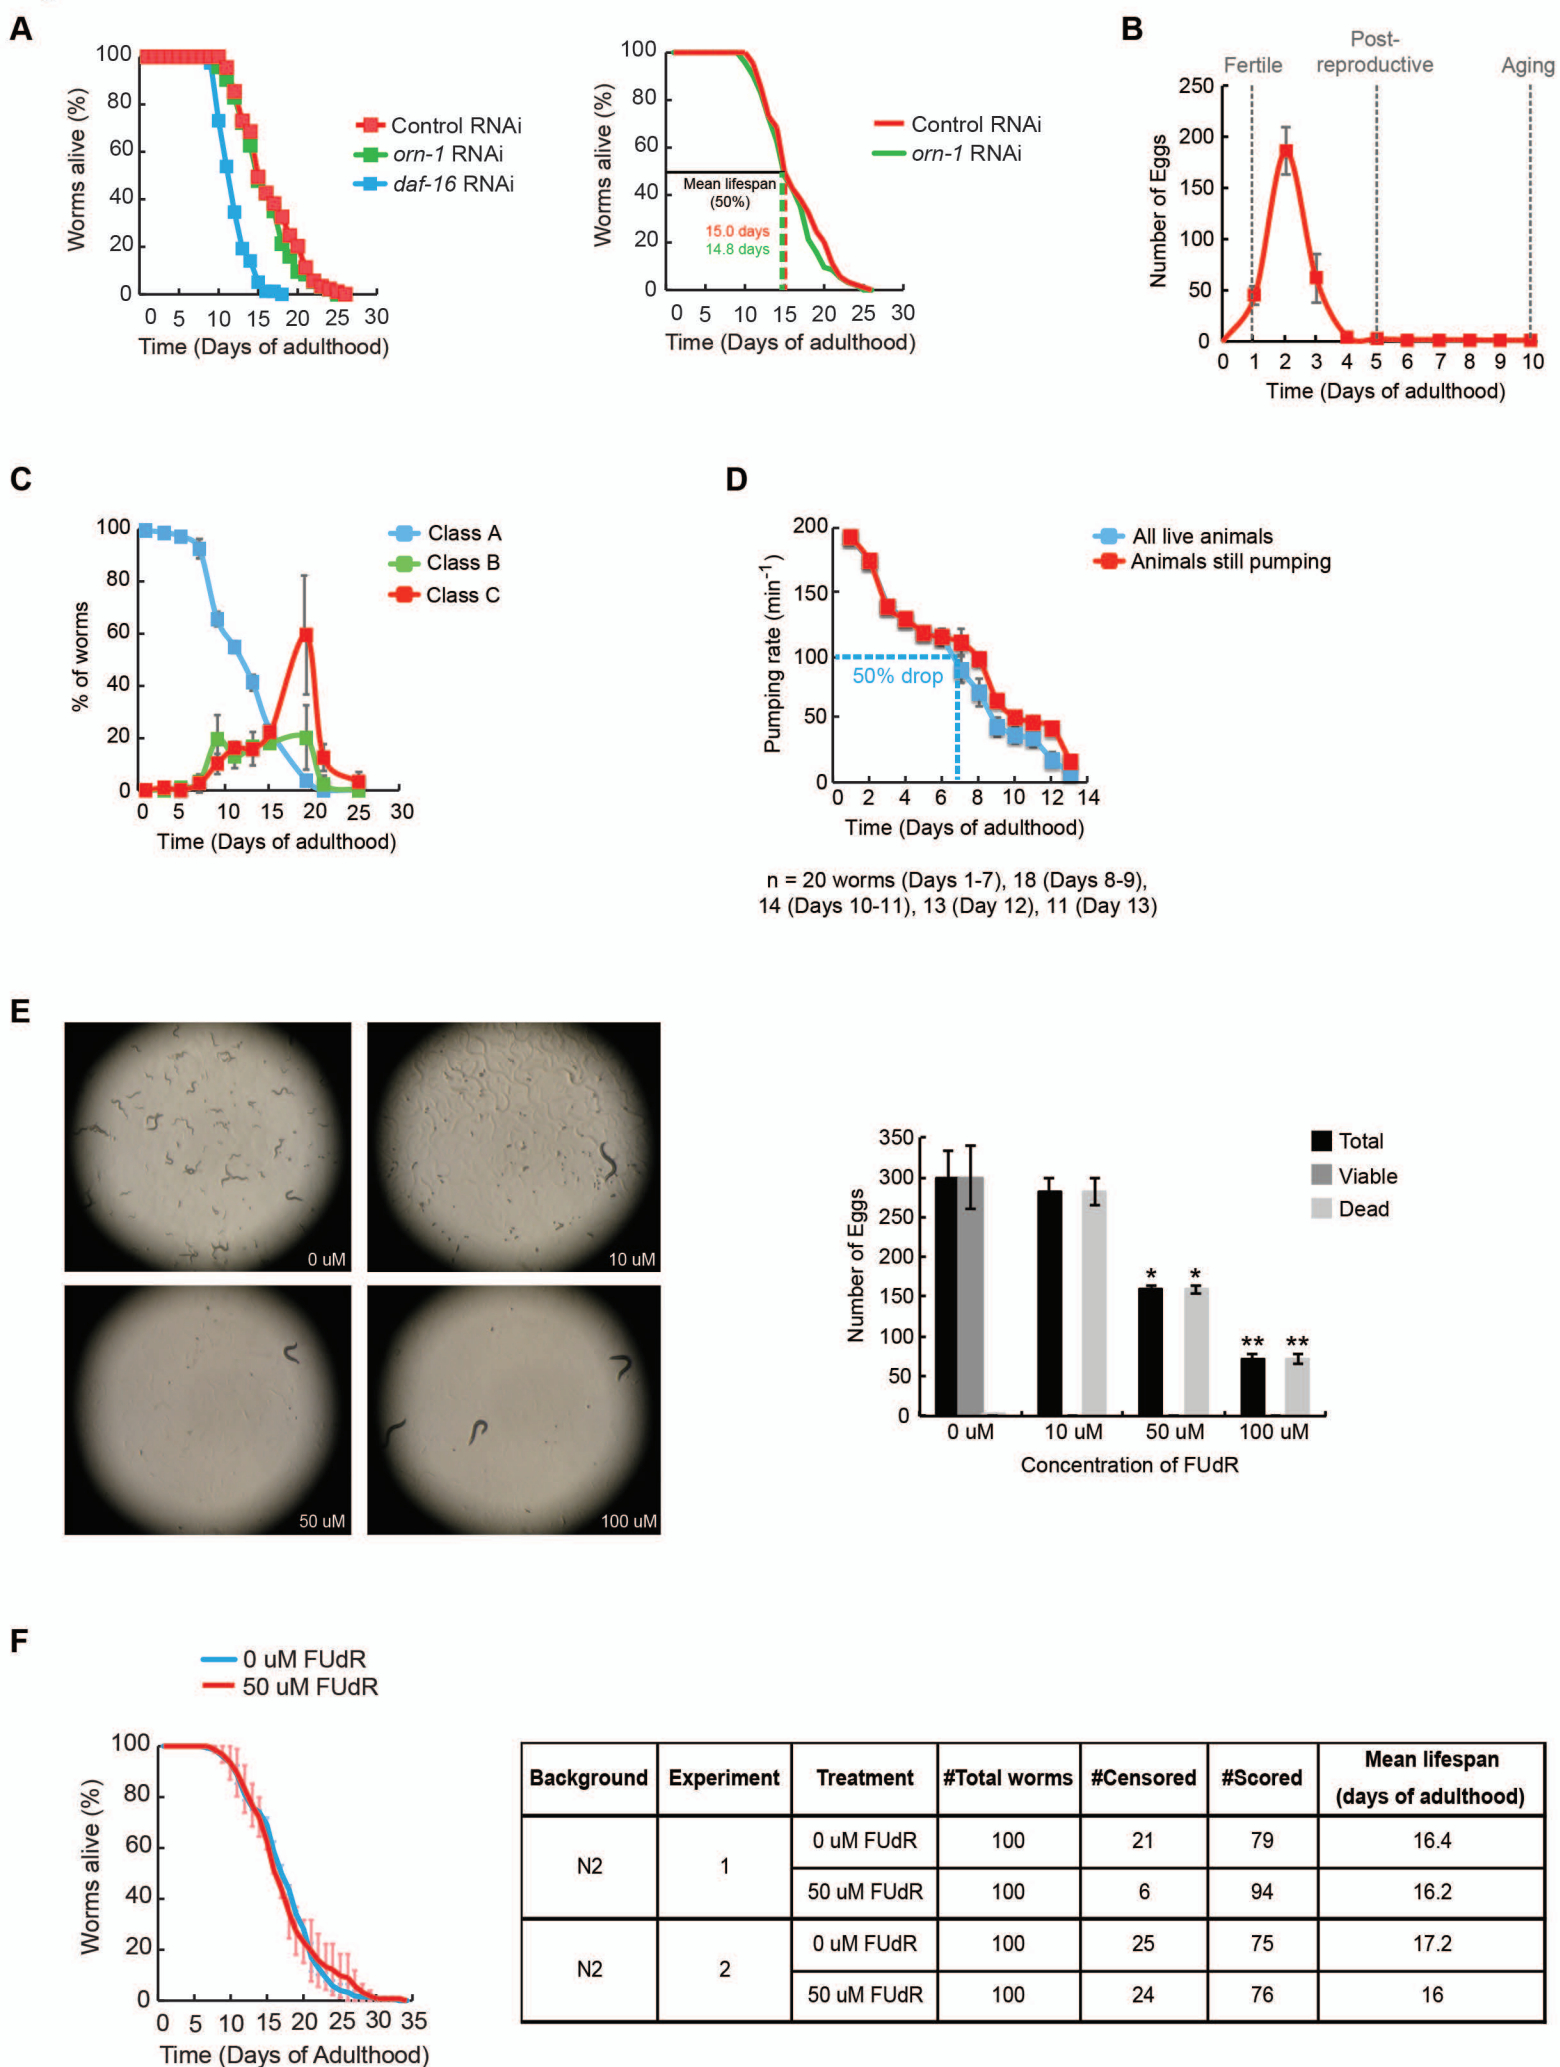 A
100
80
60
40
20
0
Worms alive (%)
0 5 10 15 20 25 30
Time (Days of adulthood)
Control RNAi
orn-1 RNAi
daf-16 RNAi
100
80
60
40
20
0
Worms alive (%)
Mean lifespan
(50%)
15.0 days
14.8 days
0 5 10 15 20 25 30
Time (Days of adulthood)
Control RNAi
orn-1 RNAi
B
Fertile
Post-
reproductive
Aging
250
200
150
100
50
0
Number of Eggs
0 1 2 3 4 5 6 7 8 9 10
Time (Days of adulthood)
C
100
80
60
40
20
0
% of worms
0 5 10 15 20 25 30
Time (Days of adulthood)
Class A
Class B
Class C
D
200
150
100
50
0
Pumping rate (min-1)
50% drop
0 2 4 6 8 10 12 14
Time (Days of adulthood)
All live animals
Animals still pumping
n = 20 worms (Days 1-7), 18 (Days 8-9),
14 (Days 10-11), 13 (Day 12), 11 (Day 13)
E
0 uM
10 uM
50 uM
100 uM
350
300
250
200
150
100
50
0
Number of Eggs
* *
** **
0 uM 10 uM 50 uM 100 uM
Concentration of FUdR
Total
Viable
Dead
F
0 uM FUdR
50 uM FUdR
100
80
60
40
20
0
Worms alive (%)
0 5 10 15 20 25 30 35
Time (Days of Adulthood)
Background Experiment Treatment #Total worms #Censored #Scored Mean lifespan
(days of adulthood)
N2 1 0 uM FUdR 100 21 79 16.4
50 uM FUdR 100 6 94 16.2
N2 2 0 uM FUdR 100 25 75 17.2
50 uM FUdR 100 24 76 16